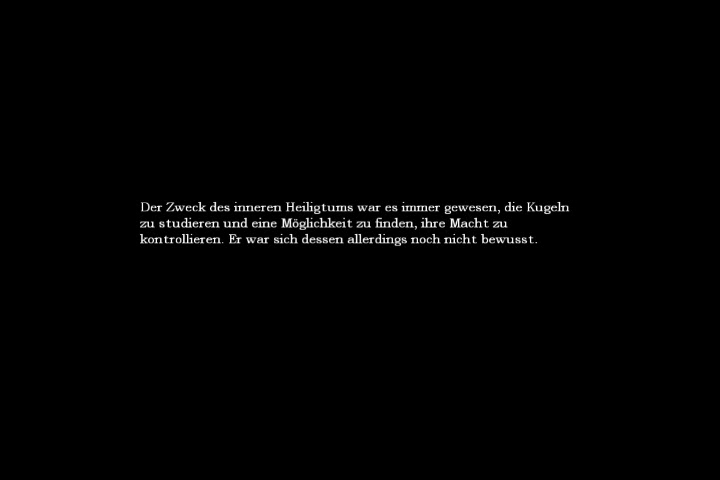 Der Zweck des inneren Heiligtums war es immer gewesen, die Kugeln
zu studieren und eine Möglichkeit zu finden, ihre Macht zu
kontrollieren. Er war sich dessen allerdings noch nicht bewusst.